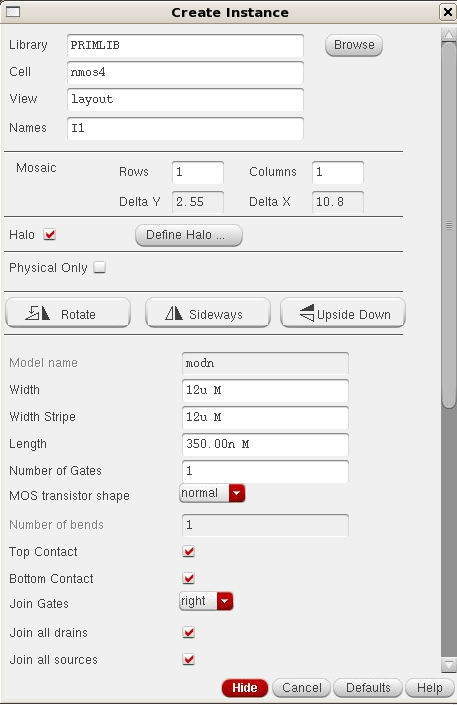 Create Instance
Library PRIMLIB Browse
Cell nmos4
View layout
Names I1
Mosaic Rows 1 Columns 1
Delta Y 2.55 Delta X 10.8
Halo Define Halo ...
Physical Only
Rotate Sideways Upside Down
Model name modn
Width 12u M
Width Stripe 12u M
Length 350.00n M
Number of Gates 1
MOS transistor shape normal
Number of bends 1
Top Contact
Bottom Contact
Join Gates right
Join all drains
Join all sources
Hide Cancel Defaults Help